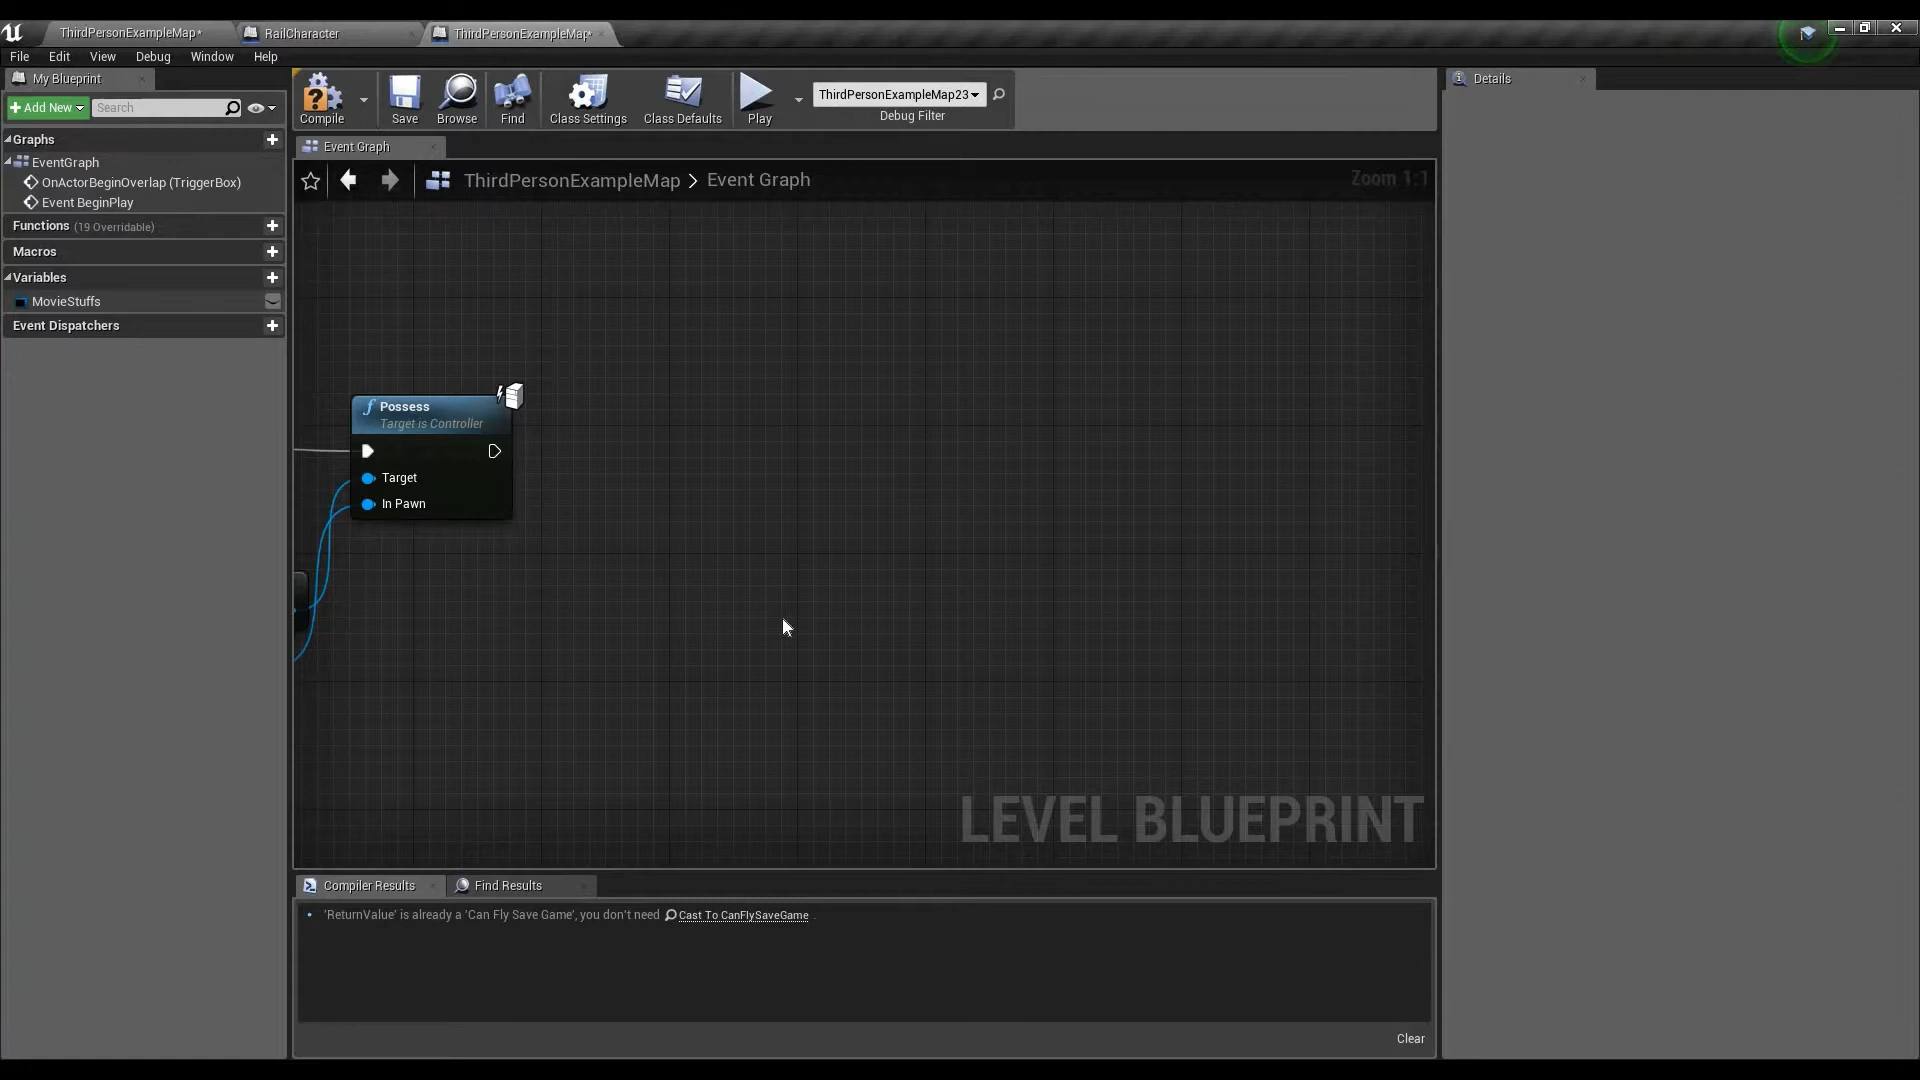 ThirdPersonExampleMap*
RailCharacter
ThirdPersonExampleMap*
File Edit View Debug Window Help
My Blueprint
Details
Add New
Search
Compile
Save
Browse
Find
Class Settings
Class Defaults
Play
ThirdPersonExampleMap23
Debug Filter
Graphs
EventGraph
OnActorBeginOverlap (TriggerBox)
Event BeginPlay
Functions (19 Overridable)
Macros
Variables
MovieStuffs
Event Dispatchers
Event Graph
ThirdPersonExampleMap > Event Graph
Zoom 1:1
f Possess
Target is Controller
Target
In Pawn
LEVEL BLUEPRINT
Compiler Results
Find Results
'ReturnValue' is already a 'Can Fly Save Game', you don't need Cast To CanFlySaveGame .
Clear